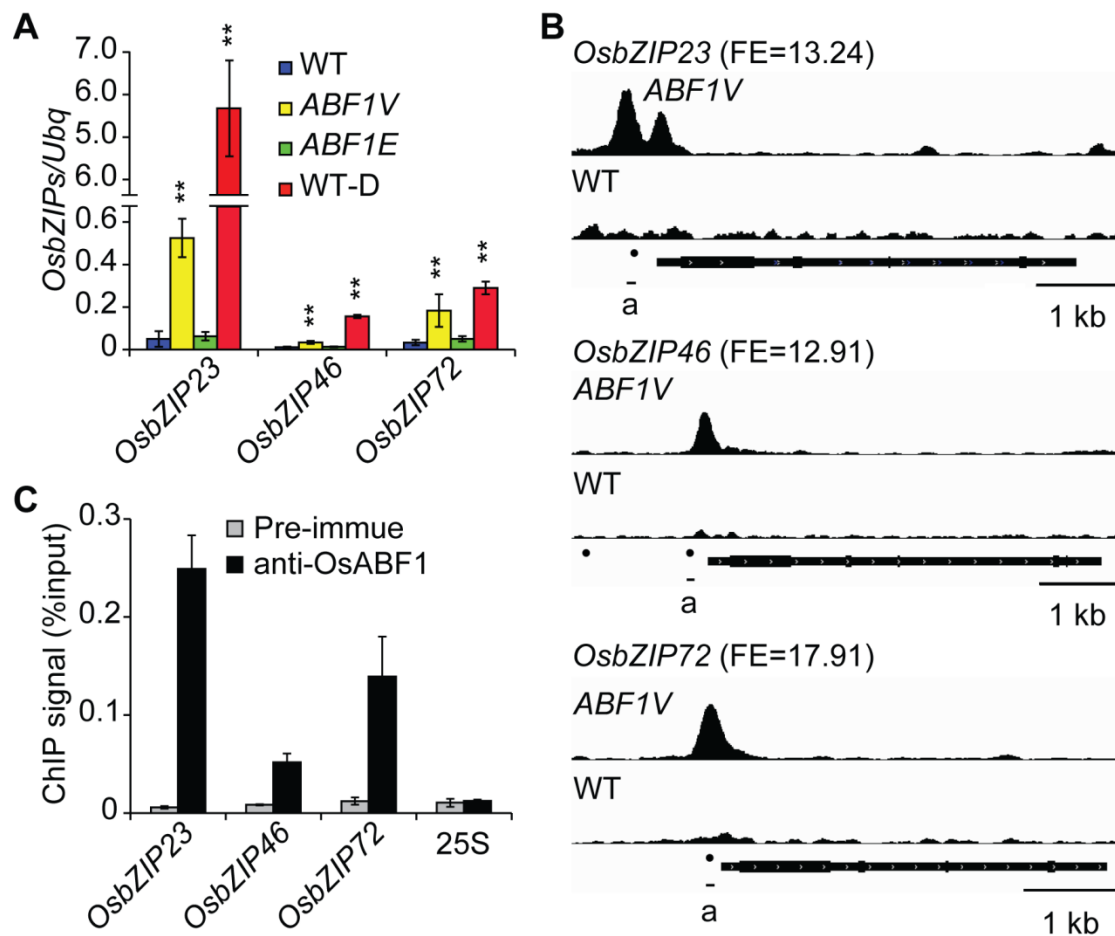 A
OsbZIPs/Ubq
7.0
6.0
5.0
6.0
0.6
0.4
0.2
0
**
**
**
**
**
**
WT
ABF1V
ABF1E
WT-D
OsbZIP23
OsbZIP46
OsbZIP72
B
OsbZIP23 (FE=13.24)
ABF1V
WT
a
1 kb
OsbZIP46 (FE=12.91)
ABF1V
WT
a
1 kb
OsbZIP72 (FE=17.91)
ABF1V
WT
a
1 kb
C
ChIP signal (%input)
0.3
0.2
0.1
0
Pre-immue
anti-OsABF1
OsbZIP23
OsbZIP46
OsbZIP72
25S